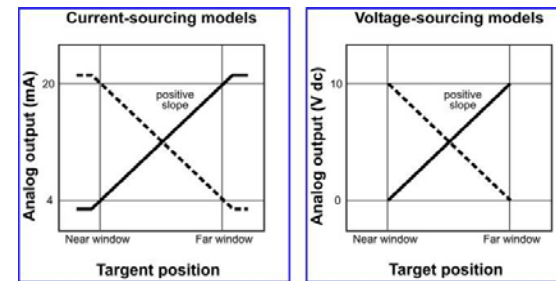 Current-sourcing models
Analog output (mA)
20
4
positive
slope
Near window
Far window
Targent position
Voltage-sourcing models
Analog output (V dc)
10
0
positive
slope
Near window
Far window
Target position